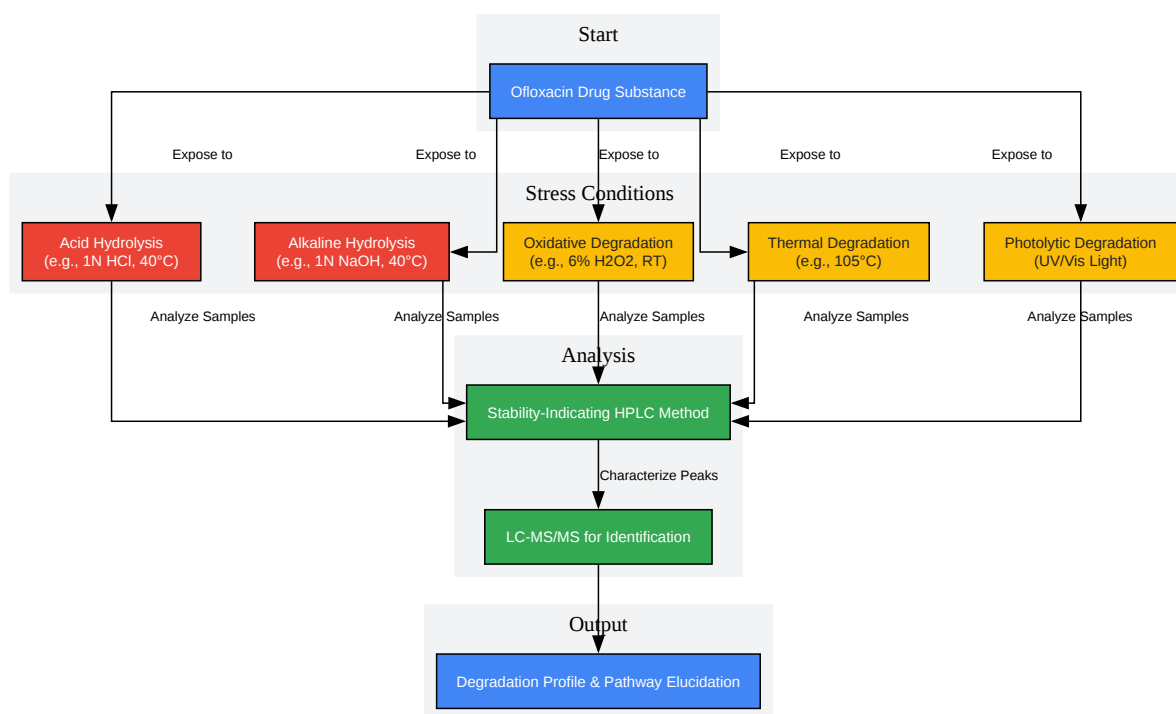 Start
Ofloxacin Drug Substance
Expose to
Expose to
Expose to
Expose to
Expose to
Stress Conditions
Acid Hydrolysis
(e.g., 1N HCl, 40°C)
Alkaline Hydrolysis
(e.g., 1N NaOH, 40°C)
Oxidative Degradation
(e.g., 6% H2O2, RT)
Thermal Degradation
(e.g., 105°C)
Photolytic Degradation
(UV/Vis Light)
Analyze Samples
Analyze Samples
Analyze Samples
Analyze Samples
Analyze Samples
Analysis
Stability-Indicating HPLC Method
Characterize Peaks
LC-MS/MS for Identification
Output
Degradation Profile & Pathway Elucidation